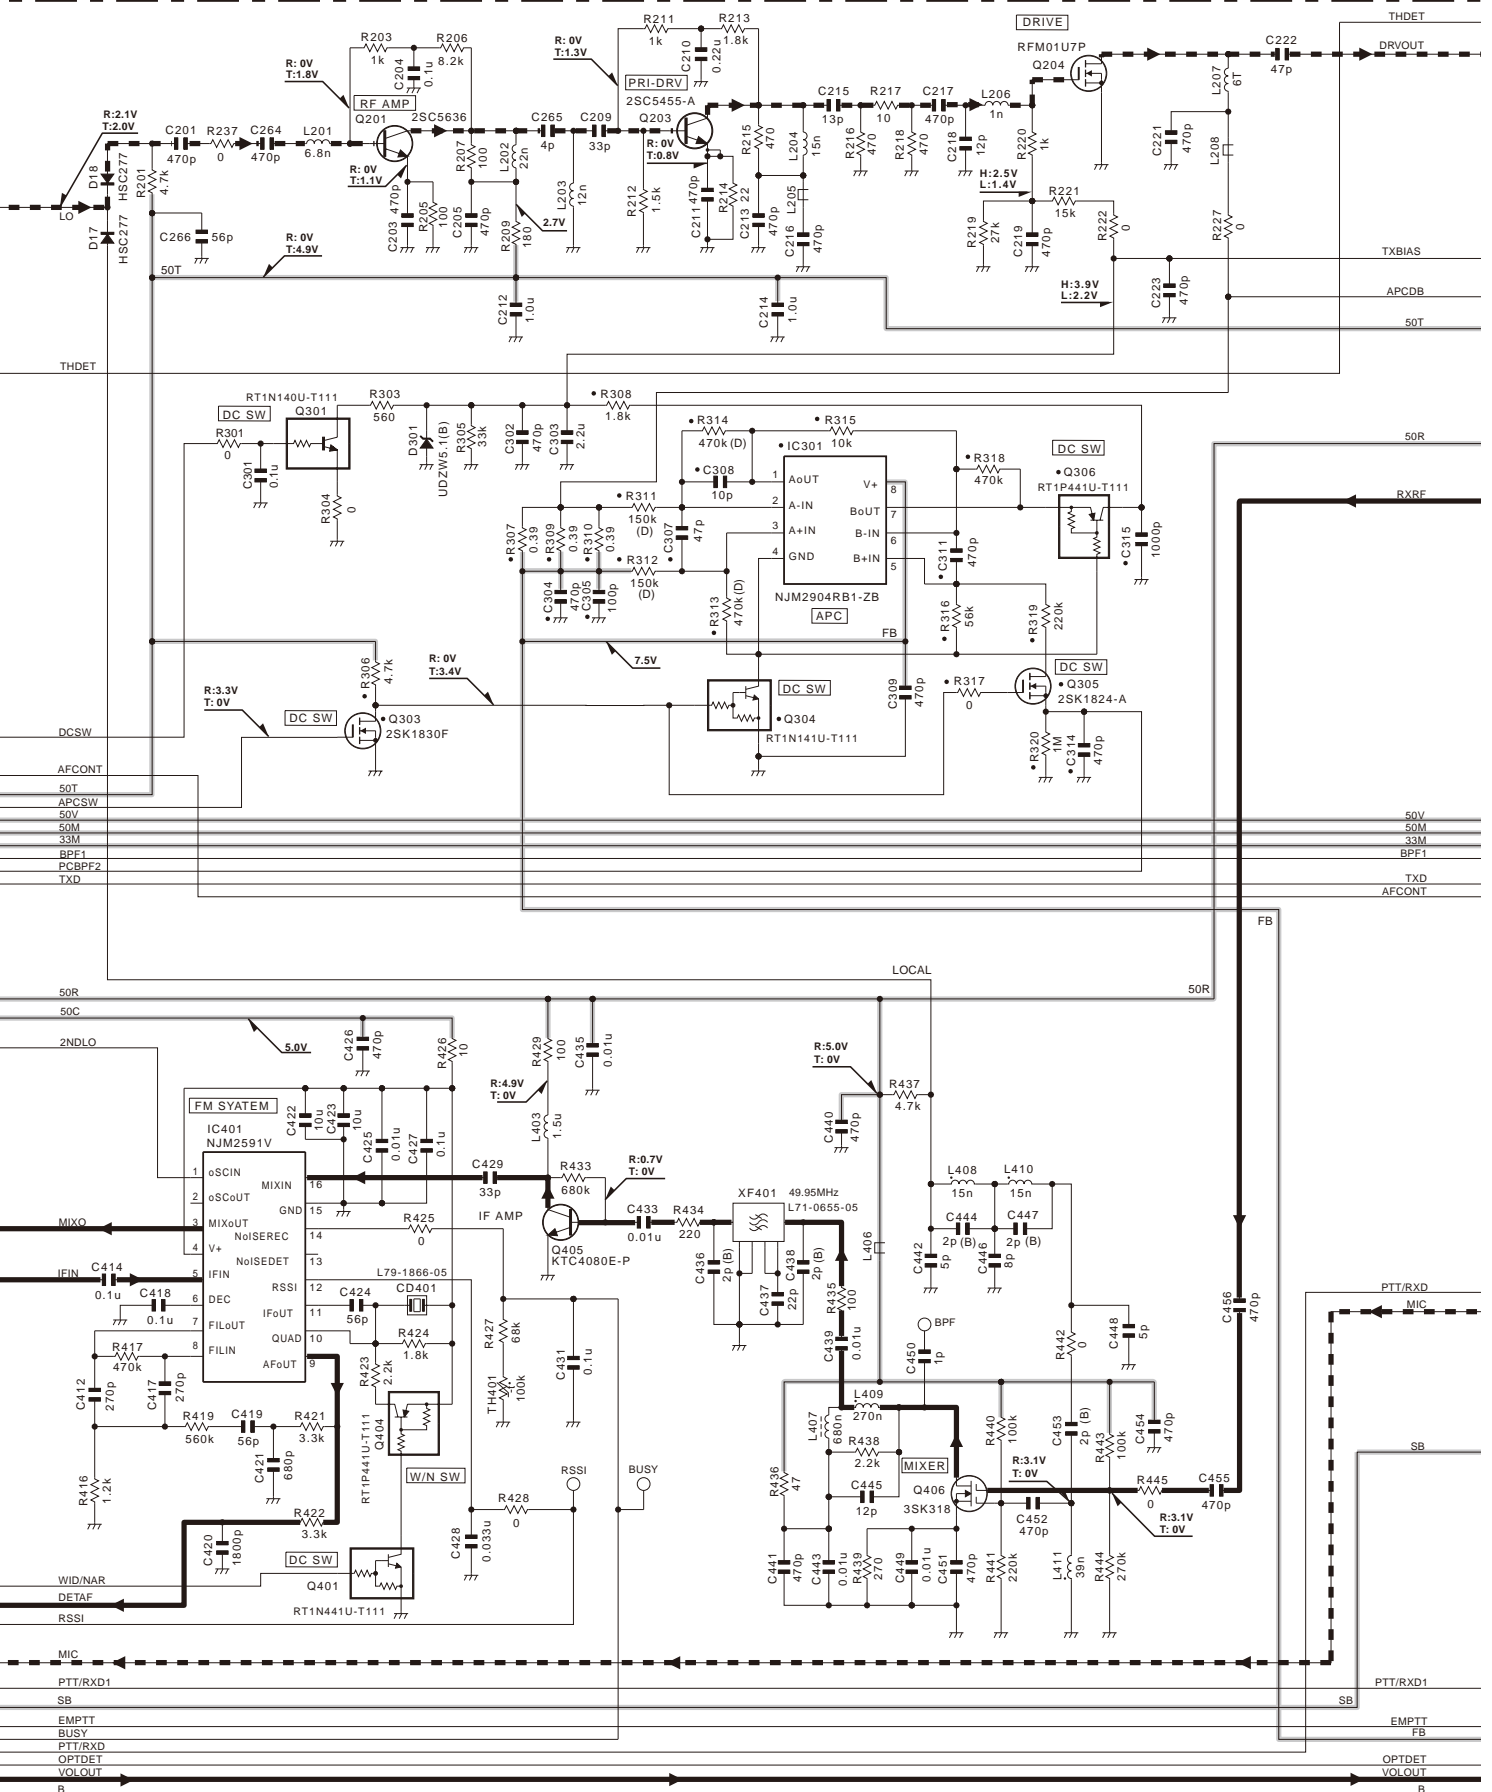 THDET
DRVOUT
DRIVE
RFM01U7P
Q204
C222
47p
L207
6T
R203
1k
R206
8.2k
C204
0.1u
R: 0V
T:1.8V
RF AMP
Q201
2SC5636
R211
1k
R213
1.8k
C210
0.22u
R: 0V
T:1.3V
PRI-DRV
2SC5455-A
Q203
R:2.1V
T:2.0V
C201
470p
R237
0
C264
470p
L201
6.8n
D18
HSC277
R201
4.7k
LO
D17
HSC277
C266
56p
R: 0V
T:1.1V
C203
470p
R205
100
R207
100
C205
470p
L202
22n
R209
180
2.7V
C265
4p
C209
33p
L203
12n
R212
1.5k
R: 0V
T:0.8V
C211
470p
R214
22
R215
470
C213
470p
L204
15n
L205
C216
470p
C215
13p
R217
10
R216
470
R218
470
C217
470p
C218
12p
L206
1n
R220
1k
H:2.5V
L:1.4V
R221
15k
R219
27k
C219
470p
R222
0
C221
470p
L208
R227
0
TXBIAS
H:3.9V
L:2.2V
C223
470p
APCDB
50T
R: 0V
T:4.9V
50T
C212
1.0u
C214
1.0u
THDET
RT1N140U-T111
DC SW
Q301
R301
0
C301
0.1u
R304
0
R303
560
D301
UDZW5.1(B)
R305
33k
C302
470p
C303
2.2u
• R308
1.8k
• R314
470k (D)
• R315
10k
• IC301
• C308
10p
1 AoUT
2 A-IN
3 A+IN
4 GND
V+ 8
BoUT 7
B-IN 6
B+IN 5
NJM2904RB1-ZB
APC
• R318
470k
DC SW
• Q306
RT1P441U-T111
50R
RXRF
• R307
0.39
• R309
0.39
• R310
0.39
• R311
150k
(D)
• R312
150k
(D)
C307
47p
• C304
470p
• C305
100p
• R313
470k(D)
• C311
470p
• C315
1000p
• R316
56k
• R319
220k
FB
7.5V
R: 0V
T:3.4V
• R306
4.7k
R:3.3V
T: 0V
DC SW
• Q303
2SK1830F
DC SW
• Q304
RT1N141U-T111
C309
470p
• R317
0
DC SW
• Q305
2SK1824-A
• R320
1M
• C314
470p
DCSW
AFCONT
50T
APCSW
50V
50V
50M
50M
33M
33M
BPF1
BPF1
PCBPF2
TXD
TXD
AFCONT
FB
LOCAL
50R
50R
50C
5.0V
2NDLO
C426
470p
R426
10
R429
100
C435
0.01u
R:4.9V
T: 0V
L403
1.5u
R:5.0V
T: 0V
R437
4.7k
C440
470p
FM SYATEM
IC401
NJM2591V
C422
10u
C423
10u
C425
0.01u
C427
0.1u
1 oSCIN
2 oSCoUT
3 MIXoUT
4 V+
5 IFIN
6 DEC
7 FILoUT
8 FILIN
MIXIN 16
GND 15
NoISEREC 14
NoISEDET 13
RSSI 12
IFoUT 11
QUAD 10
AFoUT 9
MIXO
IFIN
C414
0.1u
C418
0.1u
R417
470k
C412
270p
C417
270p
R419
560k
C419
56p
R421
3.3k
C421
680p
R416
1.2k
R422
3.3k
C420
1800p
C429
33p
R433
680k
R:0.7V
T: 0V
IF AMP
Q405
KTC4080E-P
C433
0.01u
R434
220
R425
0
L79-1866-05
C424
56p
CD401
R424
1.8k
R423
2.2k
R427
68k
TH401
100k
C431
0.1u
RT1P441U-T111
Q404
W/N SW
XF401
49.95MHz
L71-0655-05
C436
2p (B)
C437
22p
C438
2p (B)
L406
R435
100
C439
0.01u
L408
15n
L410
15n
C444
2p (B)
C447
2p (B)
C442
5p
C446
8p
BPF
C450
1p
R442
0
C448
5p
C456
470p
PTT/RXD
MIC
L409
270n
L407
680n
R438
2.2k
C445
12p
MIXER
Q406
3SK318
R436
47
R440
100k
C453
2p (B)
R443
100k
C454
470p
R:3.1V
T: 0V
C452
470p
R445
0
C455
470p
R:3.1V
T: 0V
SB
RSSI
BUSY
R428
0
C428
0.033u
C441
470p
C443
0.01u
R439
270
C449
0.01u
C451
470p
R441
220k
L411
39n
R444
270k
DC SW
Q401
RT1N441U-T111
WID/NAR
DETAF
RSSI
MIC
PTT/RXD1
PTT/RXD1
SB
SB
EMPTT
EMPTT
BUSY
FB
PTT/RXD
OPTDET
OPTDET
VOLOUT
VOLOUT
B
B